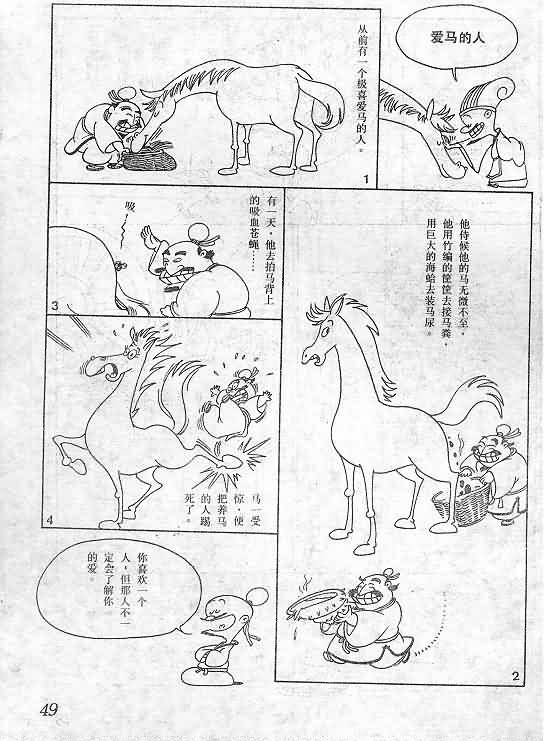 爱马的人
从前有一个极喜爱马的人。
1
他侍候他的马无微不至，
他用竹编的筐筐去接马粪，
用巨大的海蛤去装马尿。
2
有一天，他去拍马背上
的吸血苍蝇……
吸
3
马一受
惊，便
把养马
的人踢
死了。
4
你喜欢一个
人，但那人不一
定会了解你
的爱。
49